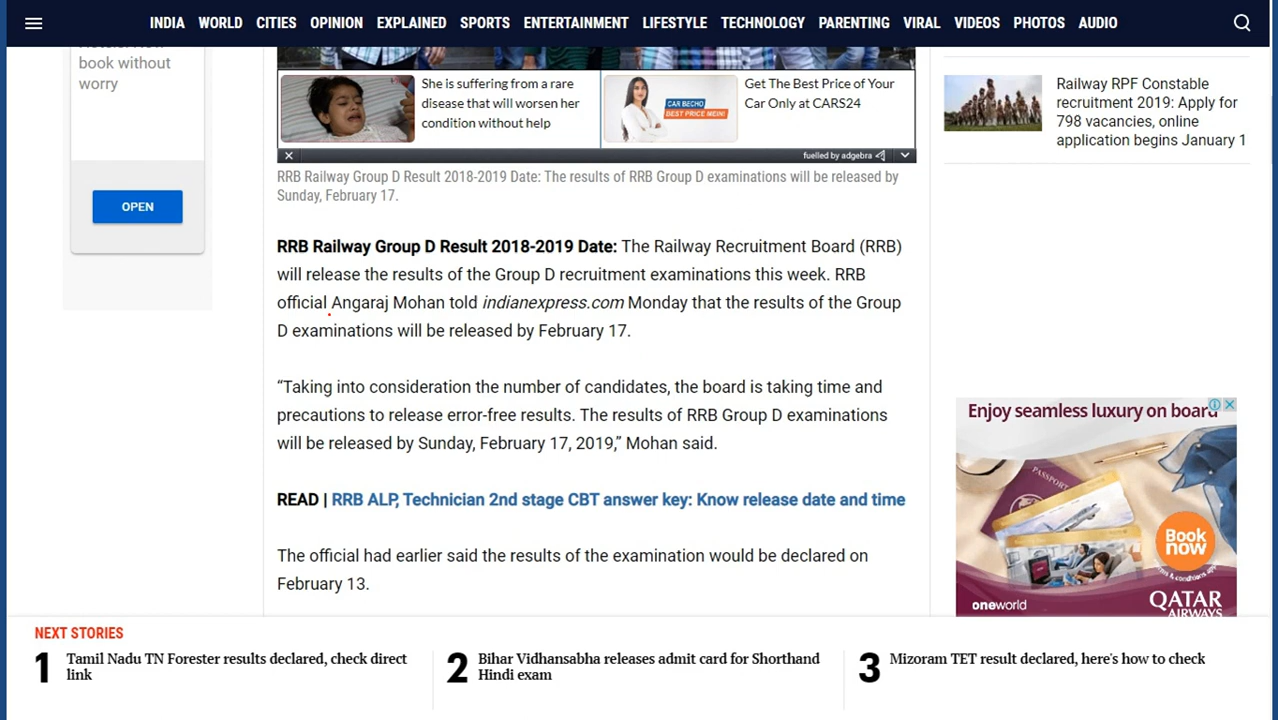 INDIA WORLD CITIES OPINION EXPLAINED SPORTS ENTERTAINMENT LIFESTYLE TECHNOLOGY PARENTING VIRAL VIDEOS PHOTOS AUDIO
book without
worry
OPEN
She is suffering from a rare
disease that will worsen her
condition without help
CAR BECHO
BEST PRICE MEIN!
Get The Best Price of Your
Car Only at CARS24
fuelled by adgebra
RRB Railway Group D Result 2018-2019 Date: The results of RRB Group D examinations will be released by
Sunday, February 17.
RRB Railway Group D Result 2018-2019 Date: The Railway Recruitment Board (RRB)
will release the results of the Group D recruitment examinations this week. RRB
official Angaraj Mohan told indianexpress.com Monday that the results of the Group
D examinations will be released by February 17.
“Taking into consideration the number of candidates, the board is taking time and
precautions to release error-free results. The results of RRB Group D examinations
will be released by Sunday, February 17, 2019,” Mohan said.
READ | RRB ALP, Technician 2nd stage CBT answer key: Know release date and time
The official had earlier said the results of the examination would be declared on
February 13.
Railway RPF Constable
recruitment 2019: Apply for
798 vacancies, online
application begins January 1
Enjoy seamless luxury on board
PASSPORT
Book
now
oneworld
QATAR
AIRWAYS
NEXT STORIES
1 Tamil Nadu TN Forester results declared, check direct
link
2 Bihar Vidhansabha releases admit card for Shorthand
Hindi exam
3 Mizoram TET result declared, here's how to check